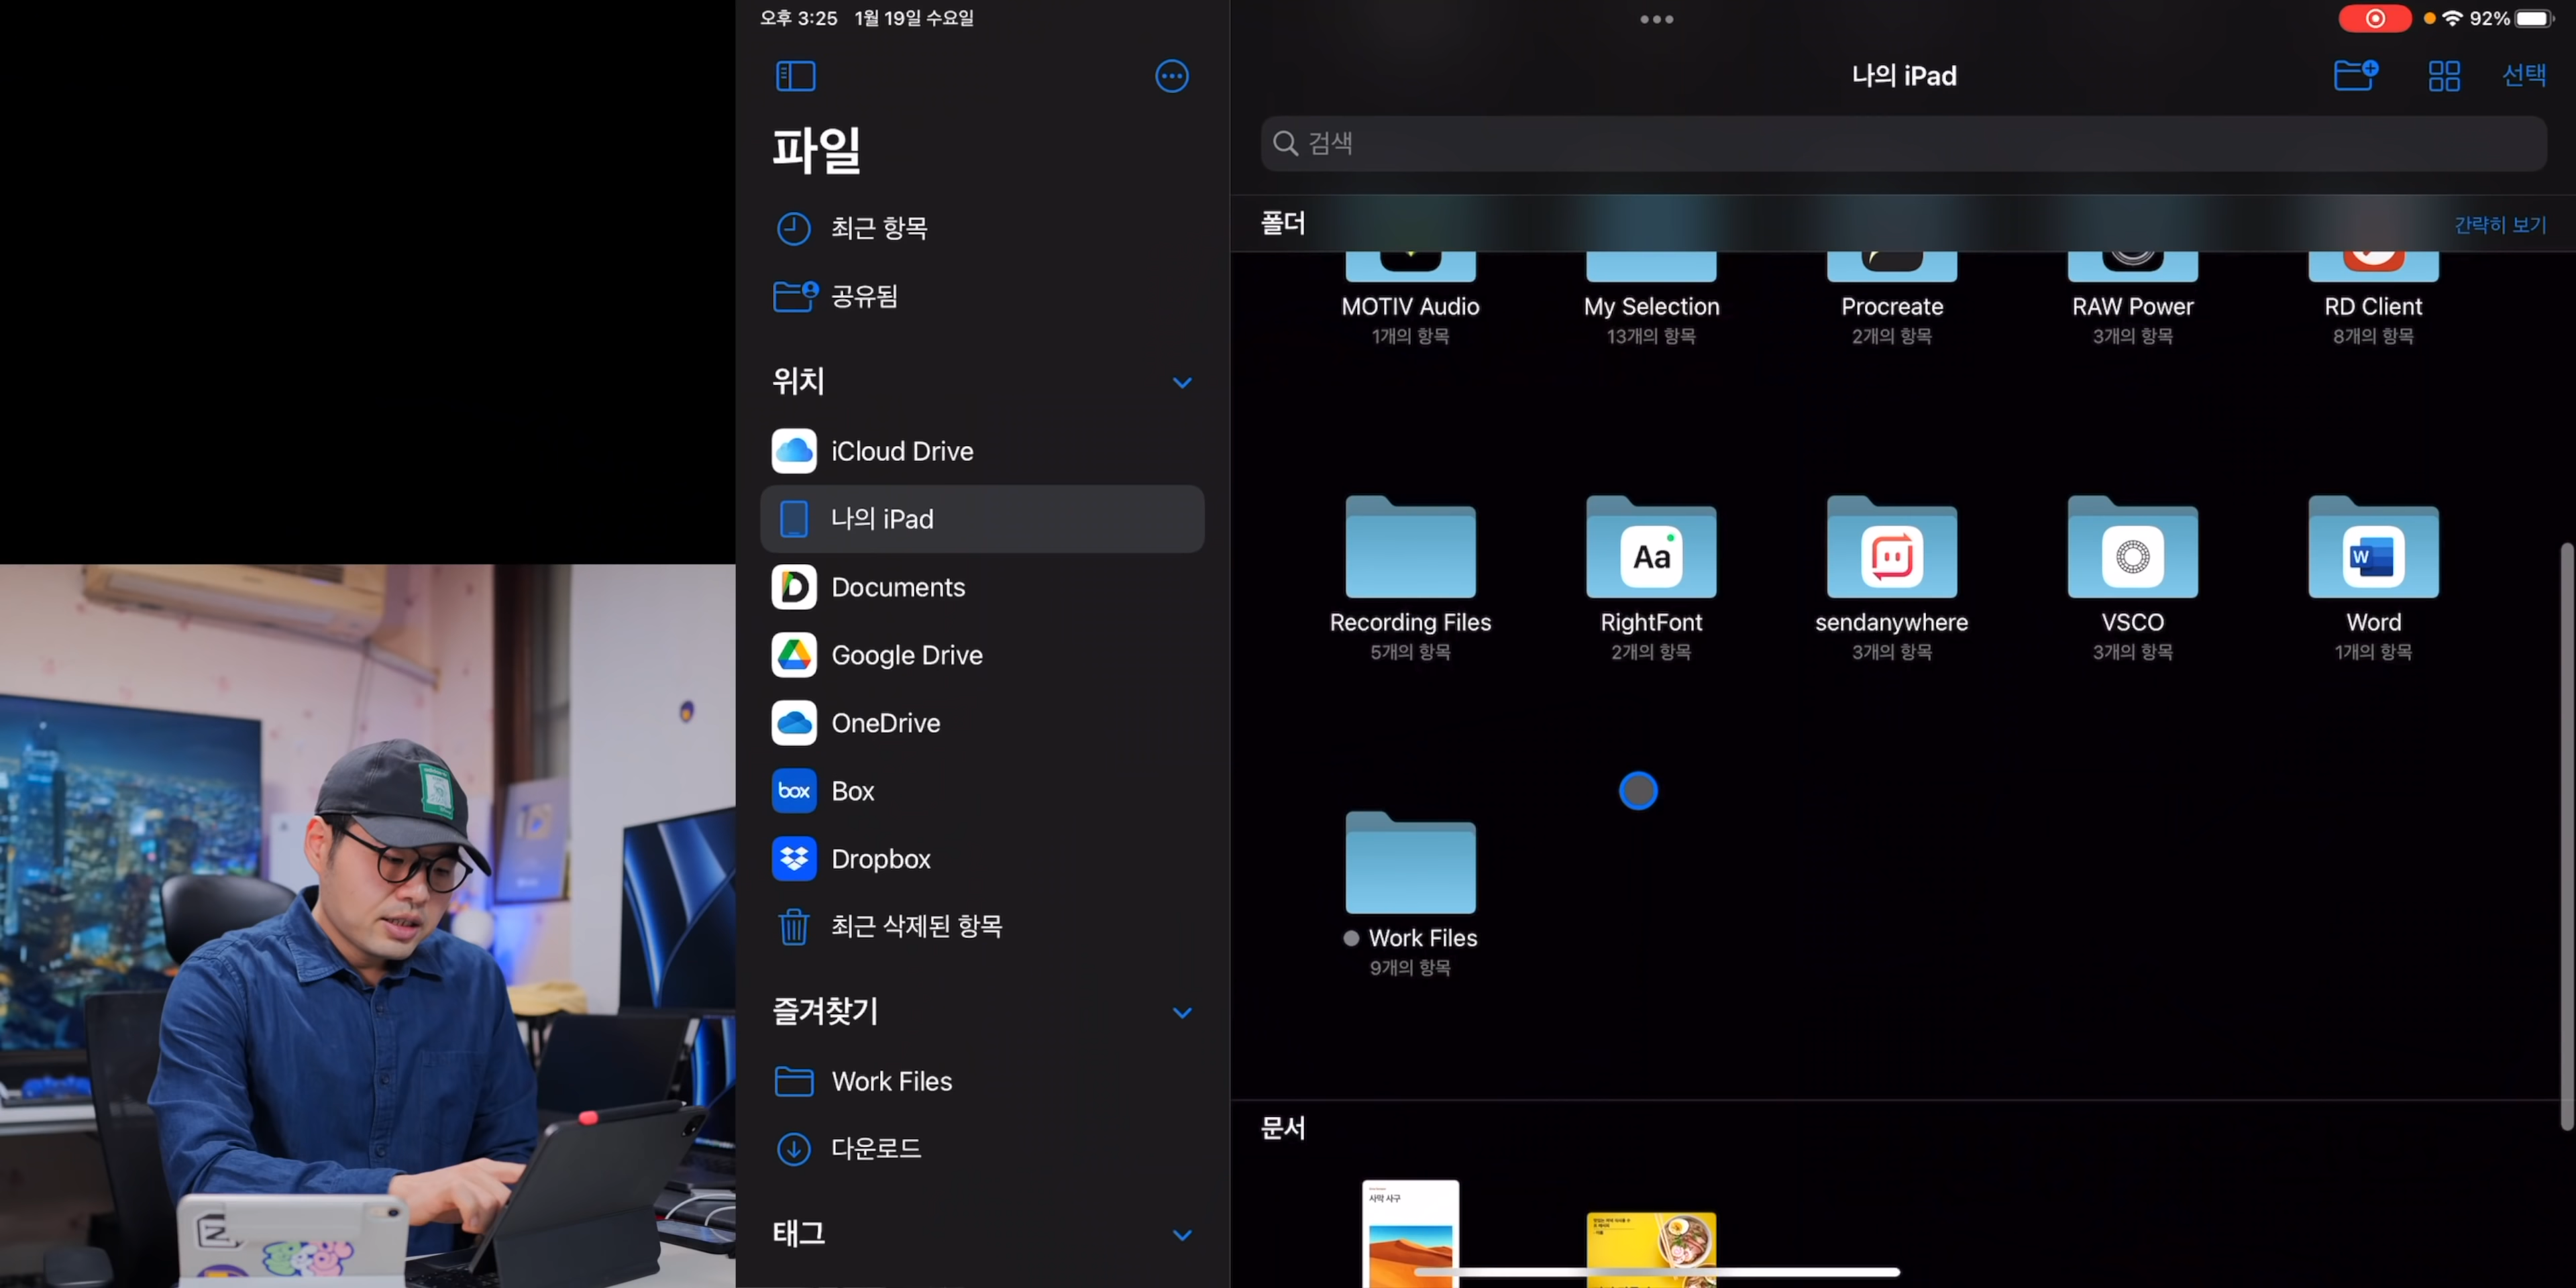 오후 3:25 1월 19일 수요일
92%
파일
최근 항목
공유됨
위치
iCloud Drive
나의 iPad
Documents
Google Drive
OneDrive
box
Box
Dropbox
최근 삭제된 항목
즐겨찾기
Work Files
다운로드
태그
나의 iPad
선택
검색
폴더
간략히 보기
MOTIV Audio
1개의 항목
My Selection
13개의 항목
Procreate
2개의 항목
RAW Power
3개의 항목
RD Client
8개의 항목
Recording Files
5개의 항목
Aa
RightFont
2개의 항목
sendanywhere
3개의 항목
VSCO
3개의 항목
W
Word
1개의 항목
Work Files
9개의 항목
문서
사막 사구